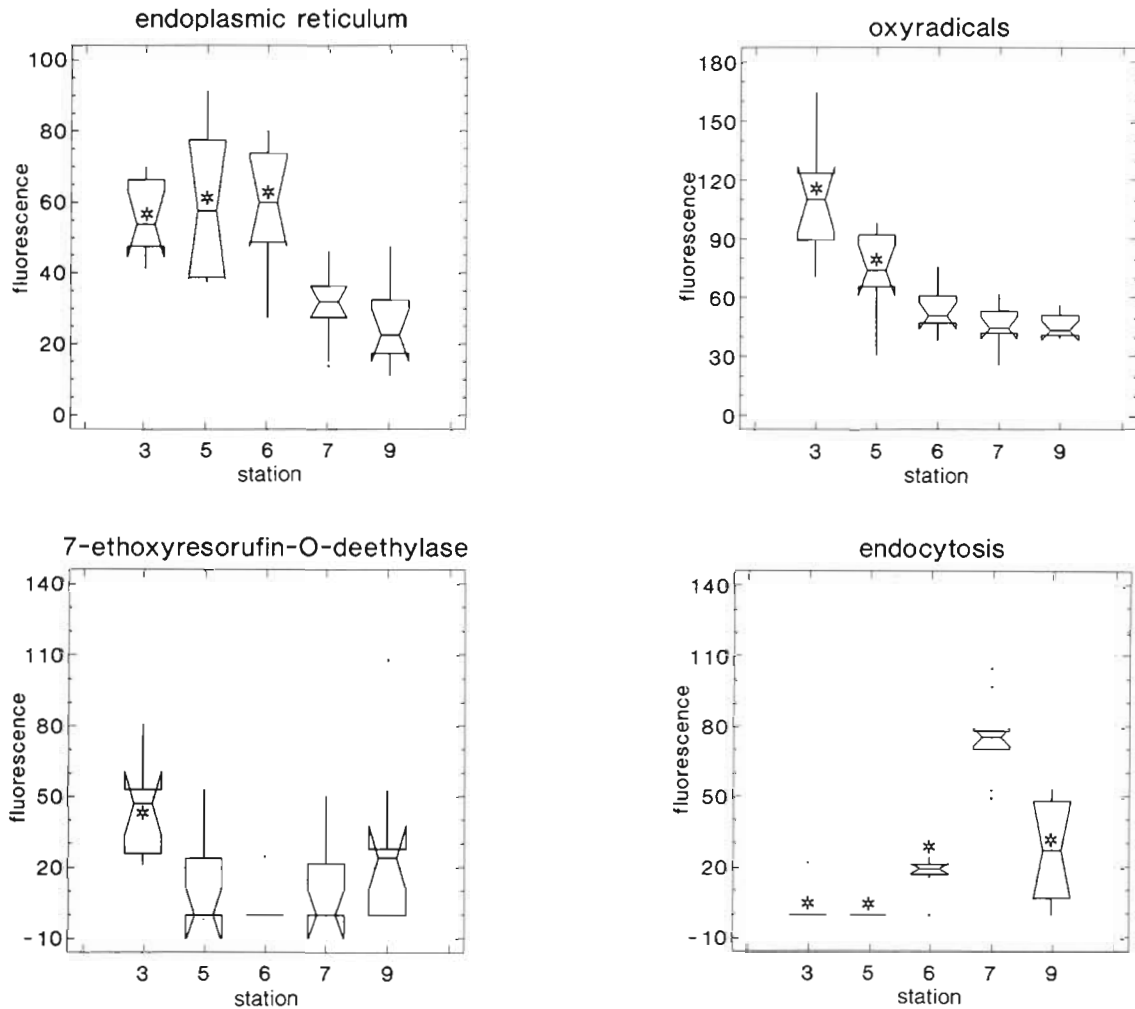 endoplasmic reticulum
100
80
60
40
20
0
fluorescence
3 5 6 7 9
station
oxyradicals
180
150
120
90
60
30
0
fluorescence
3 5 6 7 9
station
7-ethoxyresorufin-O-deethylase
140
110
80
50
20
-10
fluorescence
3 5 6 7 9
station
endocytosis
140
110
80
50
20
-10
fluorescence
3 5 6 7 9
station